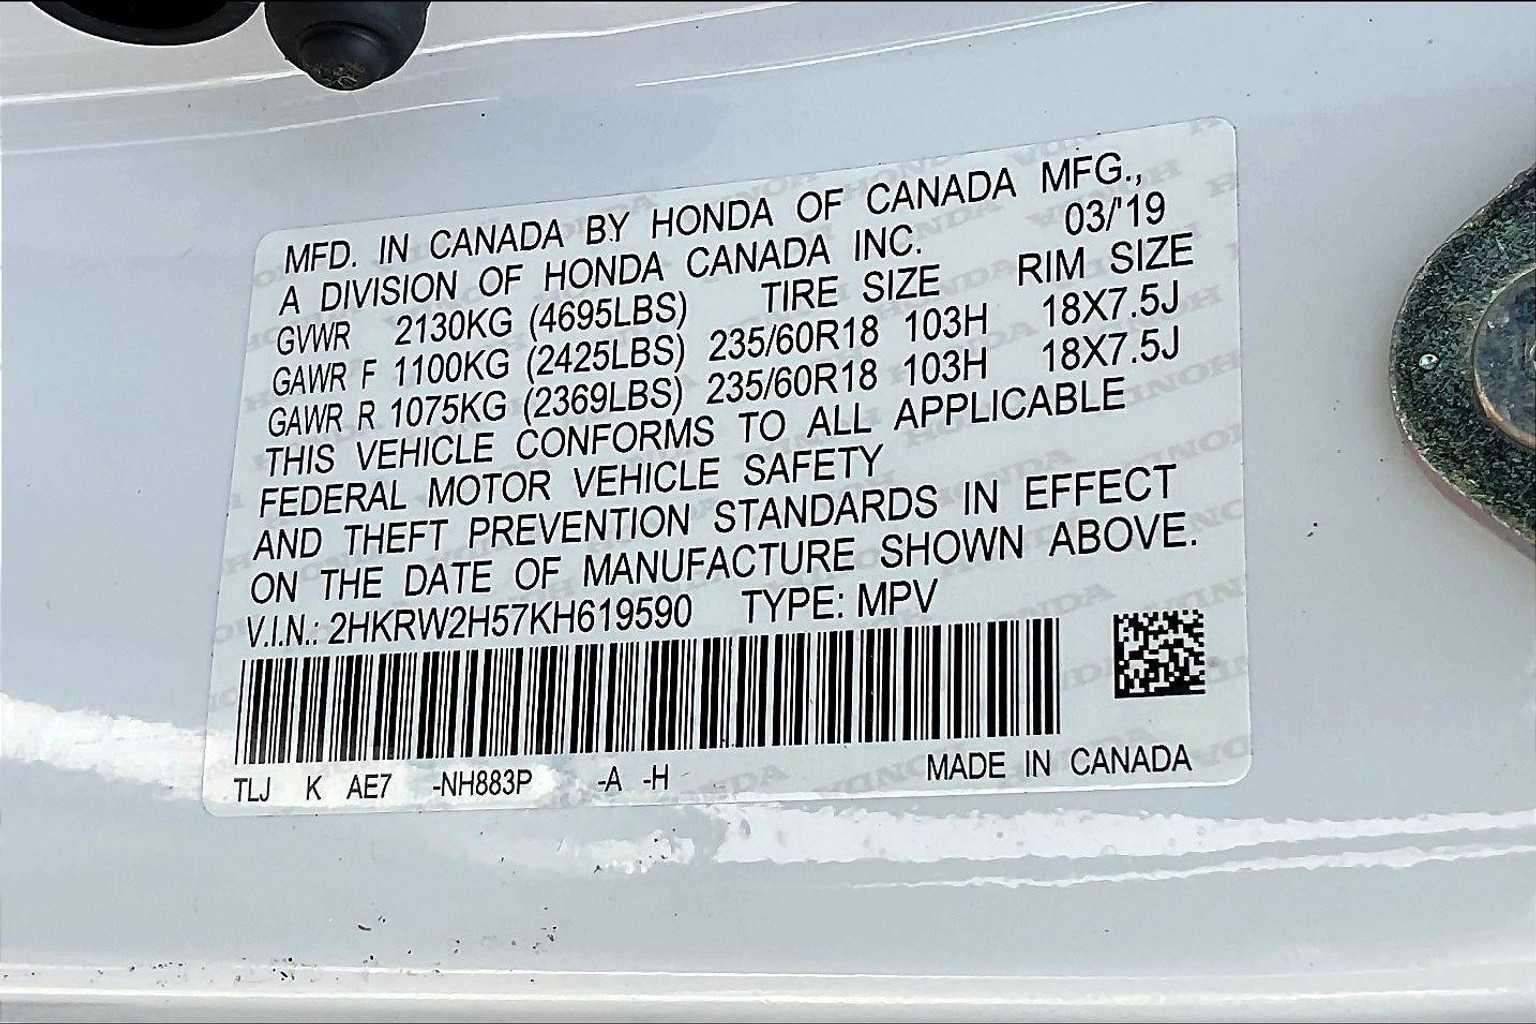 MFD. IN CANADA BY HONDA OF CANADA MFG.,
A DIVISION OF HONDA CANADA INC. 03/'19
GVWR 2130KG (4695LBS) TIRE SIZE RIM SIZE
GAWR F 1100KG (2425LBS) 235/60R18 103H 18X7.5J
GAWR R 1075KG (2369LBS) 235/60R18 103H 18X7.5J
THIS VEHICLE CONFORMS TO ALL APPLICABLE
FEDERAL MOTOR VEHICLE SAFETY
AND THEFT PREVENTION STANDARDS IN EFFECT
ON THE DATE OF MANUFACTURE SHOWN ABOVE.
V.I.N.: 2HKRW2H57KH619590 TYPE: MPV
TLJ K AE7 -NH883P -A -H MADE IN CANADA